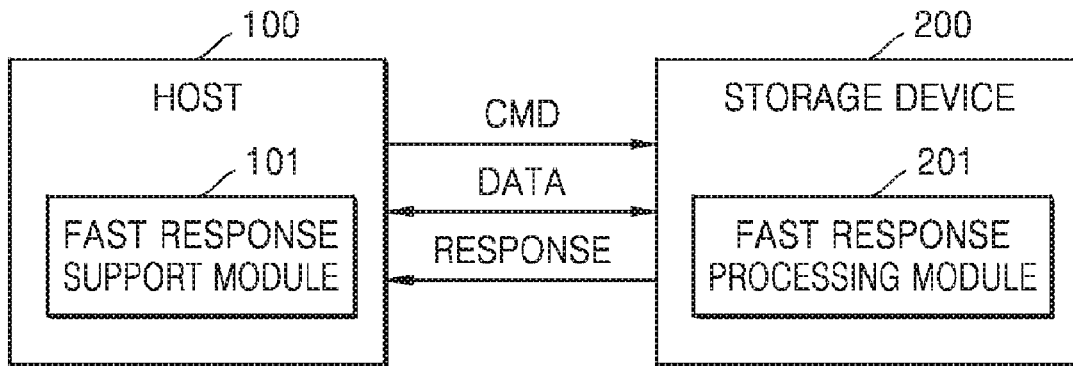 100
200
HOST
STORAGE DEVICE
CMD
101
201
DATA
FAST RESPONSE
SUPPORT MODULE
RESPONSE
FAST RESPONSE
PROCESSING MODULE